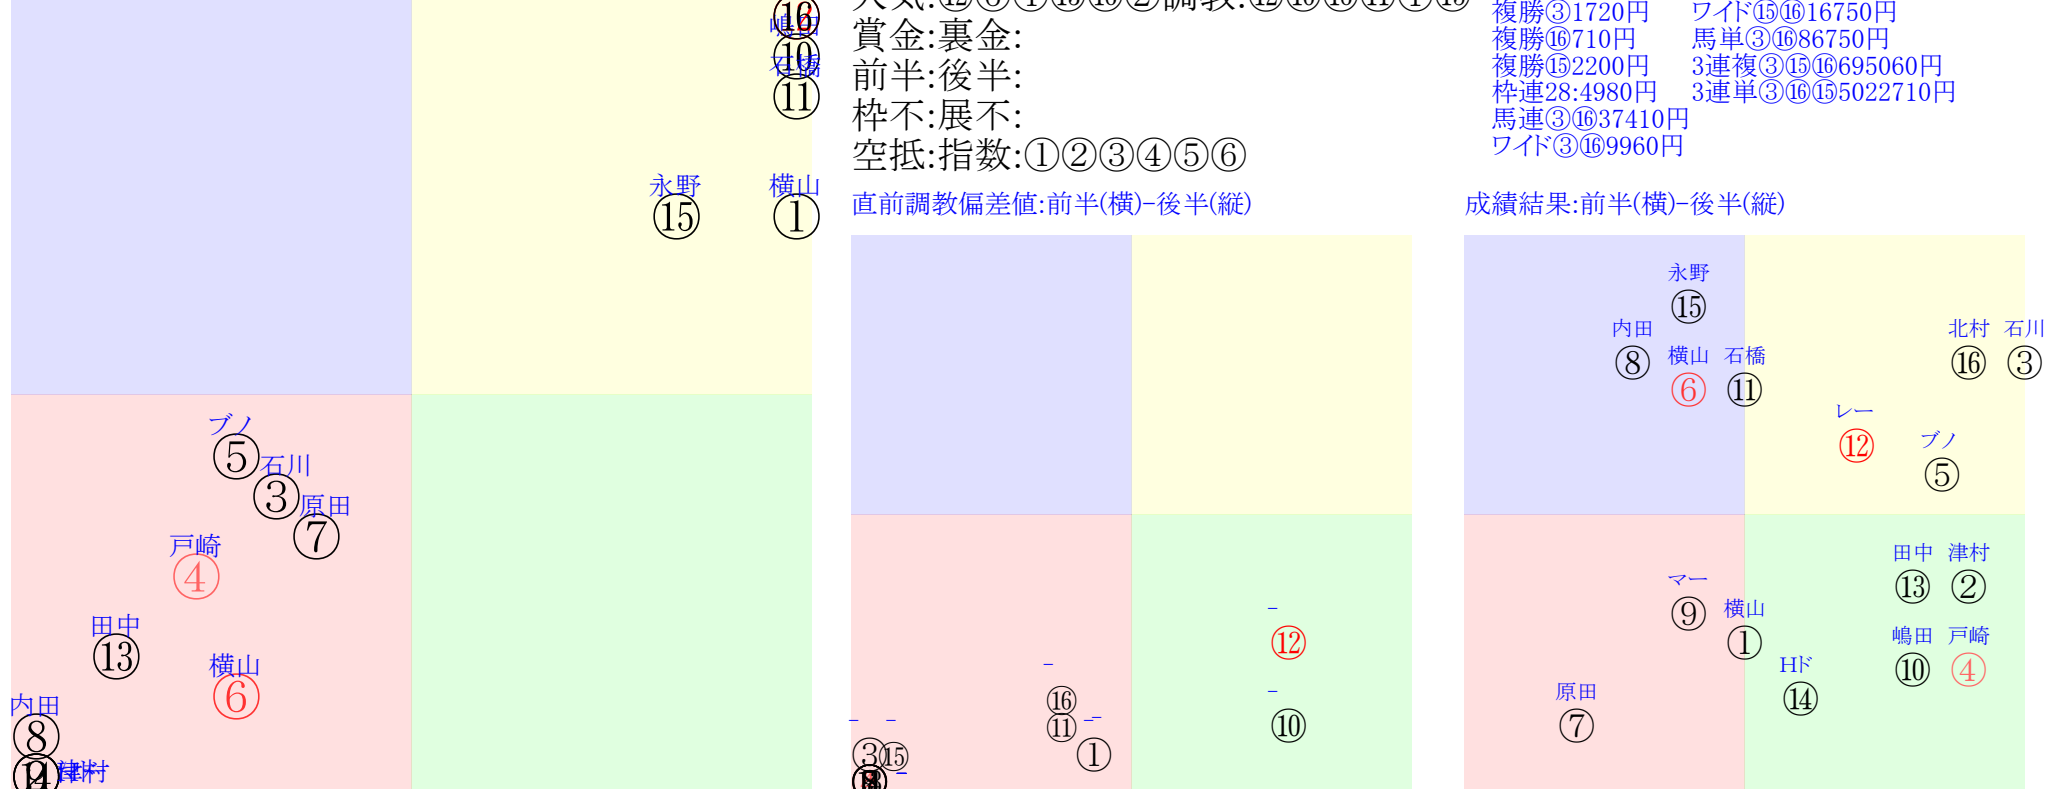 ⑯
嶋田
⑩
石橋
⑪
永野
⑮
横山
①
ブノ
⑤
石川
③
原田
⑦
戸崎
④
田中
⑬
横山
⑥
内田
⑧
津村
賞金:裏金:
前半:後半:
枠不:展不:
空抵:指数:①②③④⑤⑥
複勝③1720円 ワイド⑮⑯16750円
複勝⑯710円 馬単③⑯86750円
複勝⑮2200円 3連複③⑮⑯695060円
枠連28:4980円 3連単③⑯⑮5022710円
馬連③⑯37410円
ワイド③⑯9960円
直前調教偏差値:前半(横)-後半(縦)
⑫
⑯
⑪
⑩
①
③
⑮
成績結果:前半(横)-後半(縦)
永野
⑮
内田
⑧
横山
⑥
石橋
⑪
北村
⑯
石川
③
レー
⑫
ブノ
⑤
田中
⑬
津村
②
マー
⑨
横山
①
嶋田
⑩
戸崎
④
Hド
⑭
原田
⑦